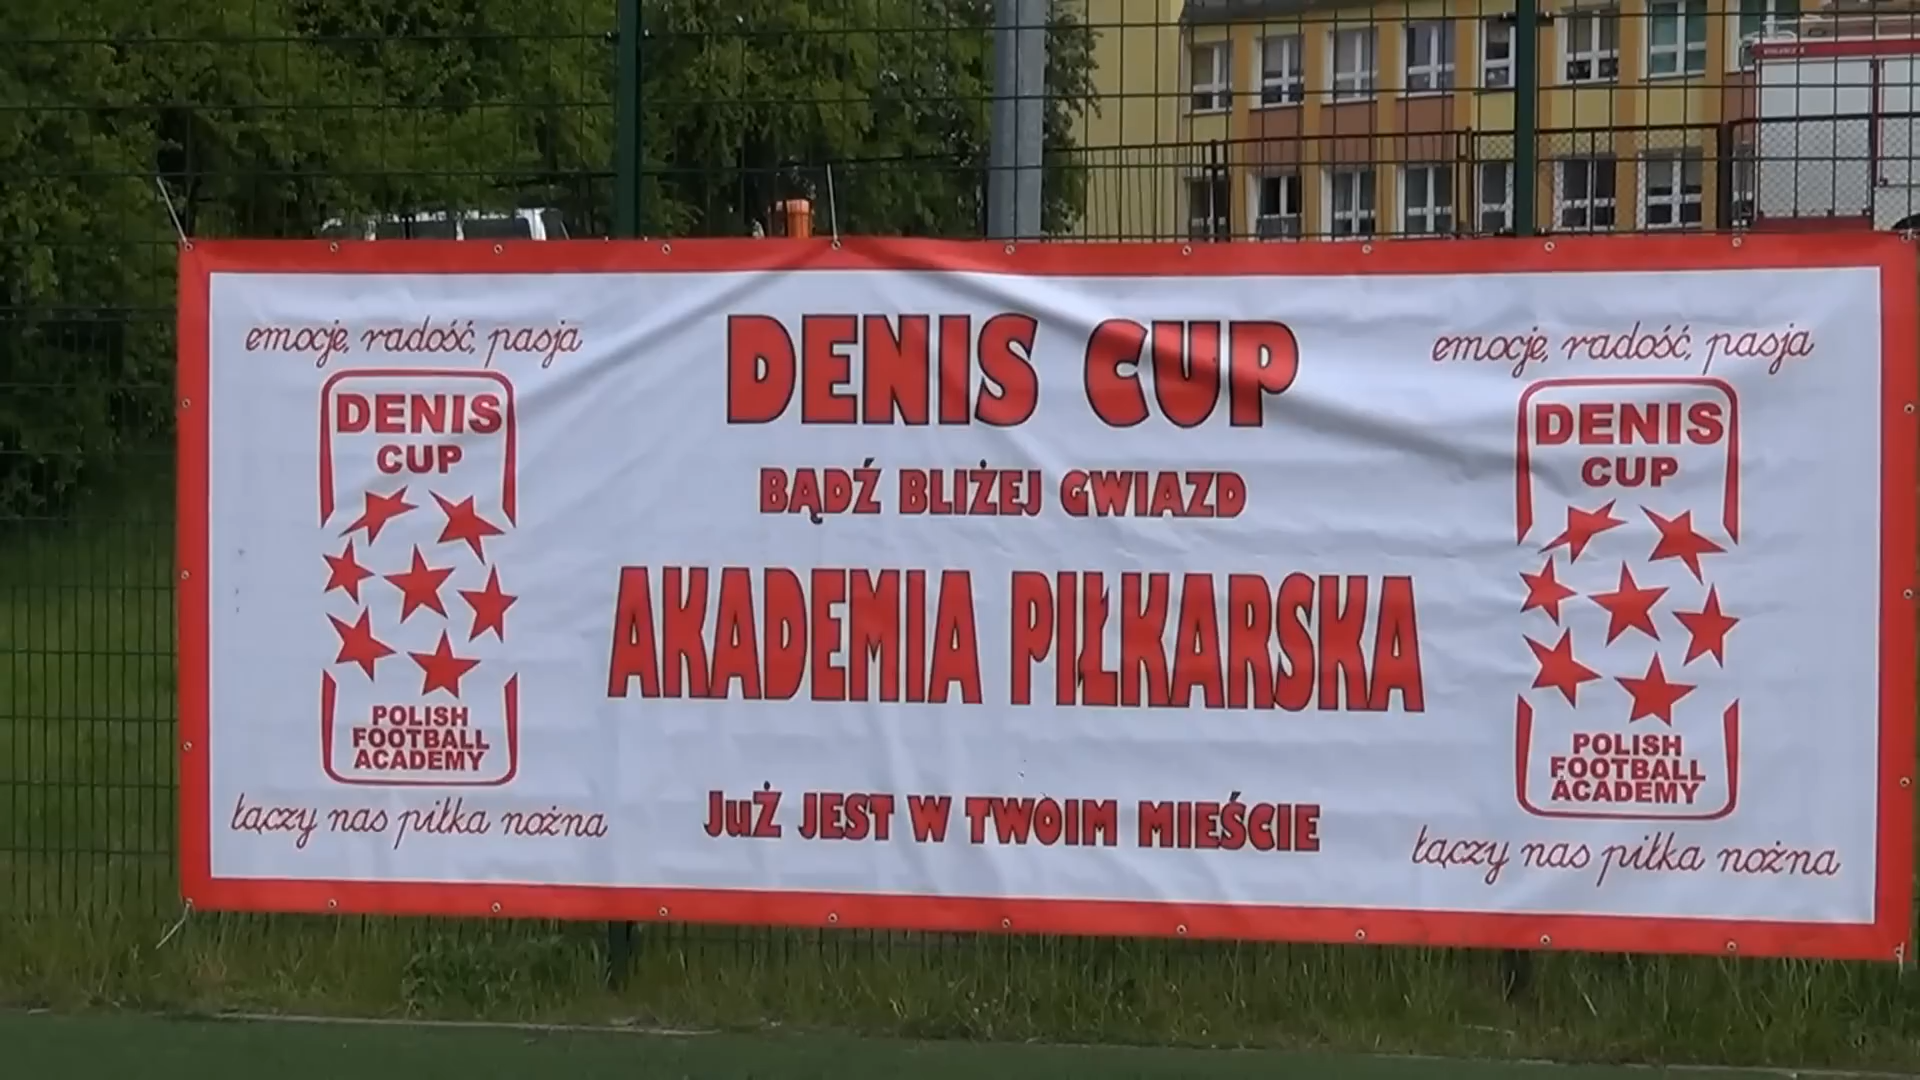 emocje, radość, pasja
DENIS
CUP
POLISH
FOOTBALL
ACADEMY
łączy nas piłka nożna
DENIS CUP
BĄDŹ BLIŻEJ GWIAZD
AKADEMIA PIŁKARSKA
JuŻ JEST W TWOIM MIEŚCIE
emocje, radość, pasja
DENIS
CUP
POLISH
FOOTBALL
ACADEMY
łączy nas piłka nożna